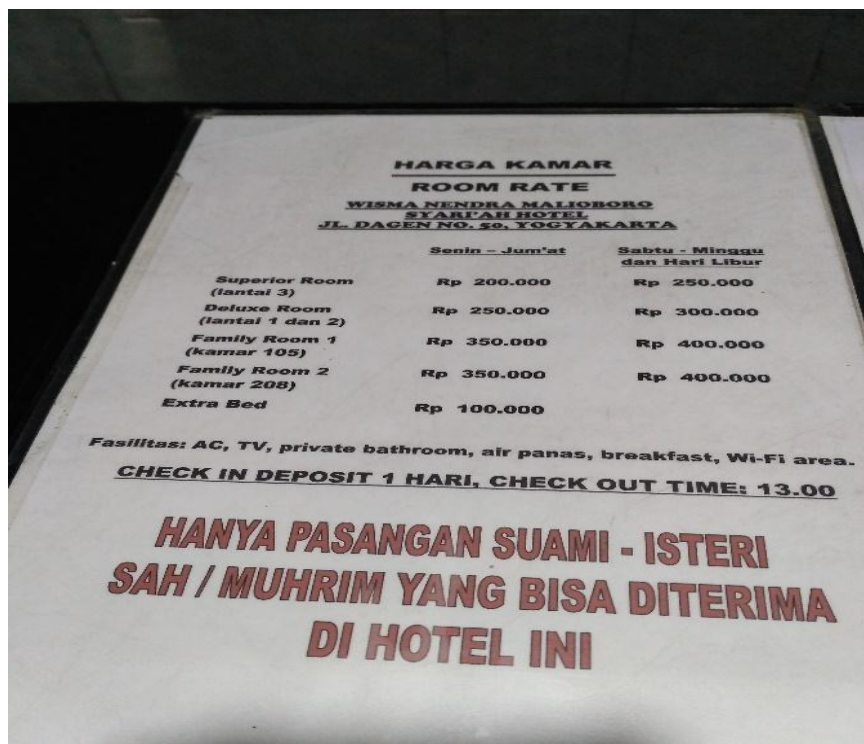 HARGA KAMAR
ROOM RATE
WISMA NENDRA MALIOBORO
SYARI'AH HOTEL
JL. DAGEN NO. 50, YOGYAKARTA
Senin – Jum'at Sabtu - Minggu
dan Hari Libur
Superior Room Rp 200.000 Rp 250.000
(lantai 3)
Deluxe Room Rp 250.000 Rp 300.000
(lantai 1 dan 2)
Family Room 1 Rp 350.000 Rp 400.000
(kamar 105)
Family Room 2 Rp 350.000 Rp 400.000
(kamar 208)
Extra Bed Rp 100.000
Fasilitas: AC, TV, private bathroom, air panas, breakfast, Wi-Fi area.
CHECK IN DEPOSIT 1 HARI, CHECK OUT TIME: 13.00
HANYA PASANGAN SUAMI - ISTERI
SAH / MUHRIM YANG BISA DITERIMA
DI HOTEL INI